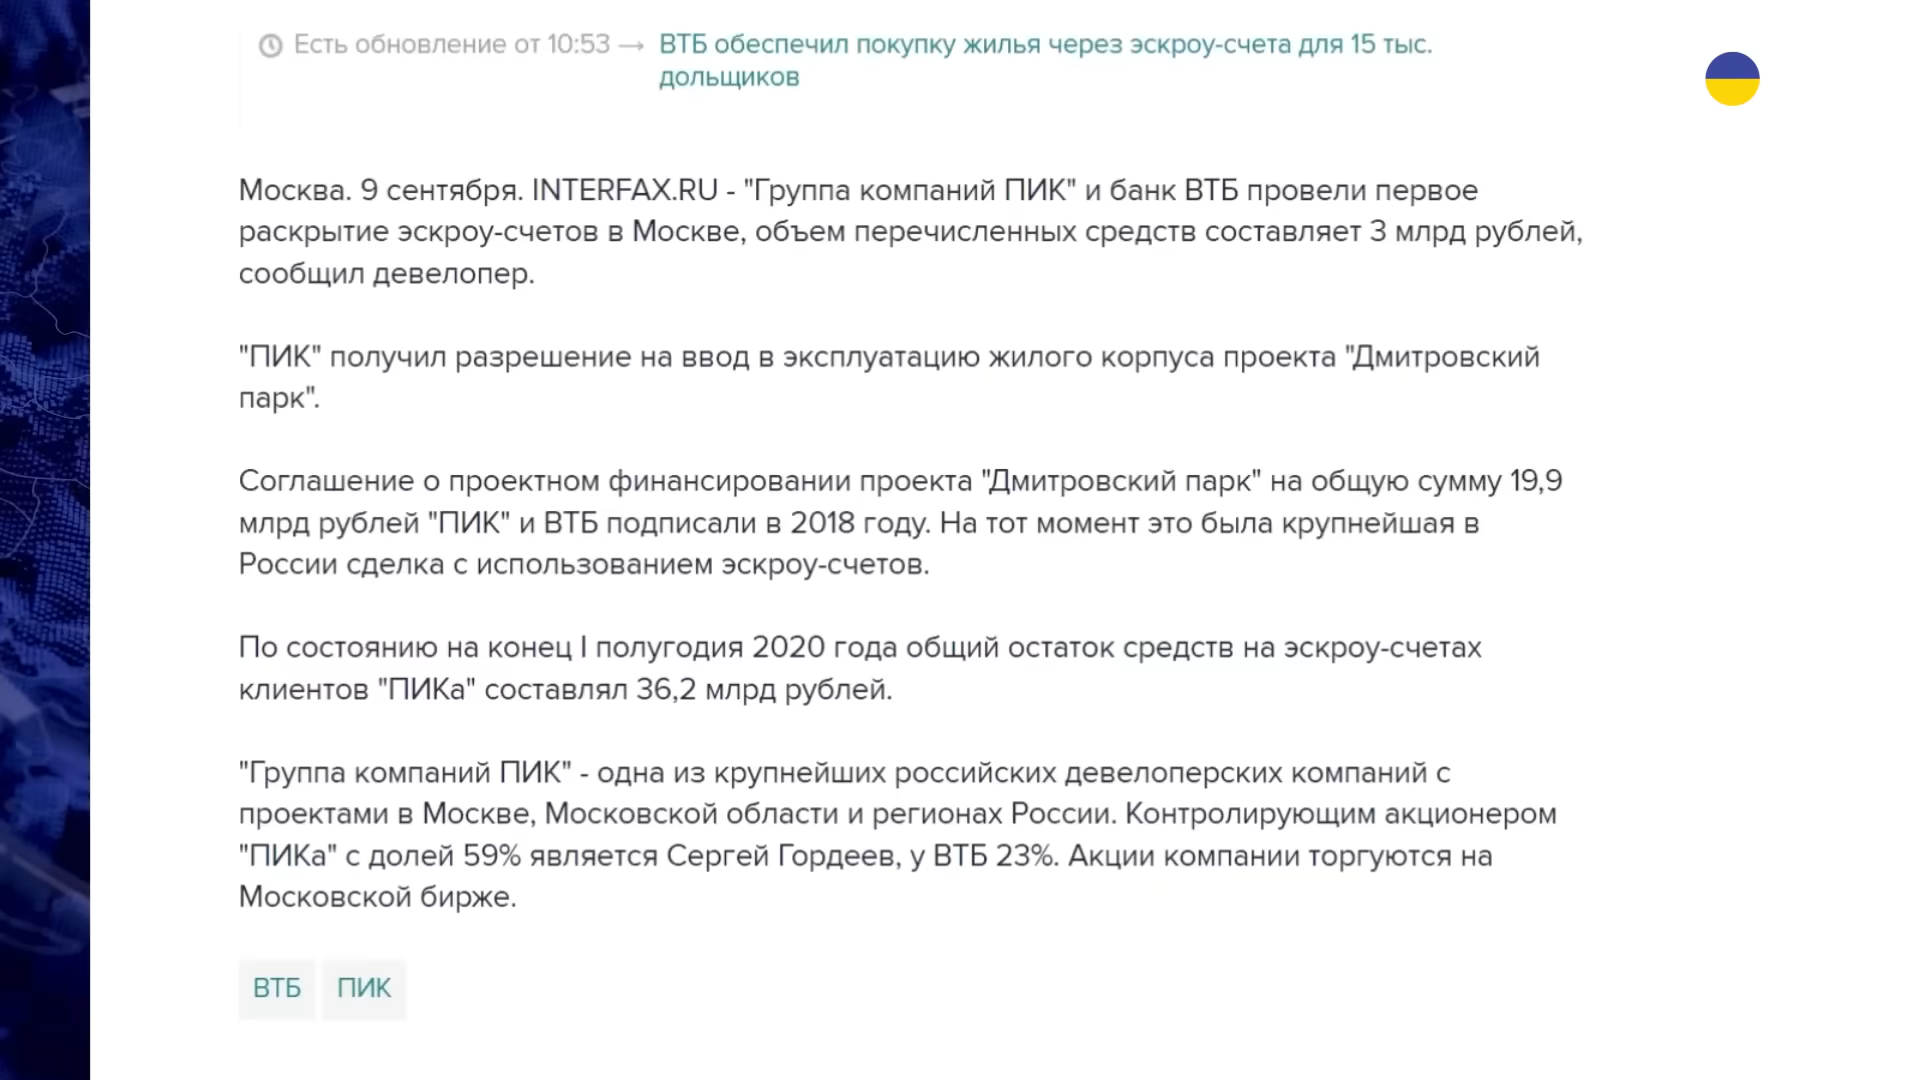 Есть обновление от 10:53 → ВТБ обеспечил покупку жилья через эскроу-счета для 15 тыс.
дольщиков
Москва. 9 сентября. INTERFAX.RU - "Группа компаний ПИК" и банк ВТБ провели первое
раскрытие эскроу-счетов в Москве, объем перечисленных средств составляет 3 млрд рублей,
сообщил девелопер.
"ПИК" получил разрешение на ввод в эксплуатацию жилого корпуса проекта "Дмитровский
парк".
Соглашение о проектном финансировании проекта "Дмитровский парк" на общую сумму 19,9
млрд рублей "ПИК" и ВТБ подписали в 2018 году. На тот момент это была крупнейшая в
России сделка с использованием эскроу-счетов.
По состоянию на конец I полугодия 2020 года общий остаток средств на эскроу-счетах
клиентов "ПИКа" составлял 36,2 млрд рублей.
"Группа компаний ПИК" - одна из крупнейших российских девелоперских компаний с
проектами в Москве, Московской области и регионах России. Контролирующим акционером
"ПИКа" с долей 59% является Сергей Гордеев, у ВТБ 23%. Акции компании торгуются на
Московской бирже.
ВТБ ПИК